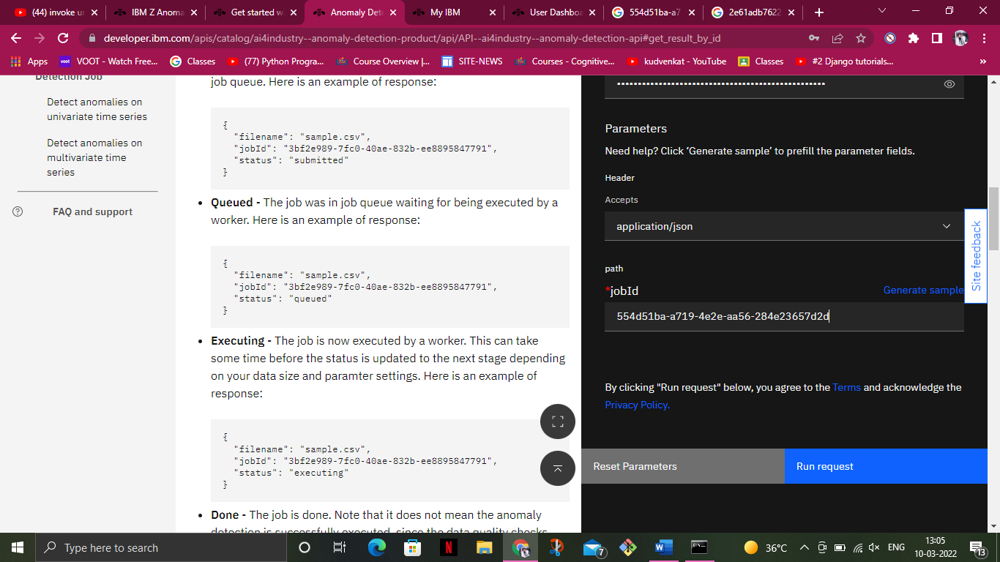 (44) invoke ur
IBM Z Anoma
Get started w
Anomaly Det
My IBM
User Dashboa
554d51ba-a7
2e61adb7622
developer.ibm.com/apis/catalog/ai4industry--anomaly-detection-product/api/API--ai4industry--anomaly-detection-api#get_result_by_id
Apps
voot
VOOT - Watch Free...
Classes
(77) Python Progra...
Course Overview |...
SITE-NEWS
Courses - Cognitive...
kudvenkat - YouTube
Classes
#2 Django tutorials...
»
Detection Job
Detect anomalies on
univariate time series
Detect anomalies on
multivariate time
series
FAQ and support
job queue. Here is an example of response:
{
"filename": "sample.csv",
"jobId": "3bf2e989-7fc0-40ae-832b-ee8895847791",
"status": "submitted"
}
• Queued - The job was in job queue waiting for being executed by a
worker. Here is an example of response:
{
"filename": "sample.csv",
"jobId": "3bf2e989-7fc0-40ae-832b-ee8895847791",
"status": "queued"
}
• Executing - The job is now executed by a worker. This can take
some time before the status is updated to the next stage depending
on your data size and paramter settings. Here is an example of
response:
{
"filename": "sample.csv",
"jobId": "3bf2e989-7fc0-40ae-832b-ee8895847791",
"status": "executing"
}
• Done - The job is done. Note that it does not mean the anomaly
detection is successfully executed, since the data quality checks
Parameters
Need help? Click ‘Generate sample’ to prefill the parameter fields.
Header
Accepts
application/json
path
*jobId
Generate sample
554d51ba-a719-4e2e-aa56-284e23657d2d
By clicking "Run request" below, you agree to the Terms and acknowledge the
Privacy Policy.
Reset Parameters
Run request
Site feedback
Type here to search
7
36°C
ENG
13:05
10-03-2022
13